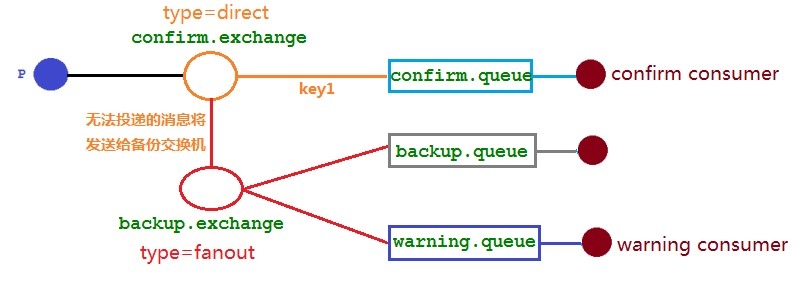 type=direct
confirm.exchange
P
key1
confirm.queue
confirm consumer
无法投递的消息将
发送给备份交换机
backup.queue
backup.exchange
type=fanout
warning.queue
warning consumer